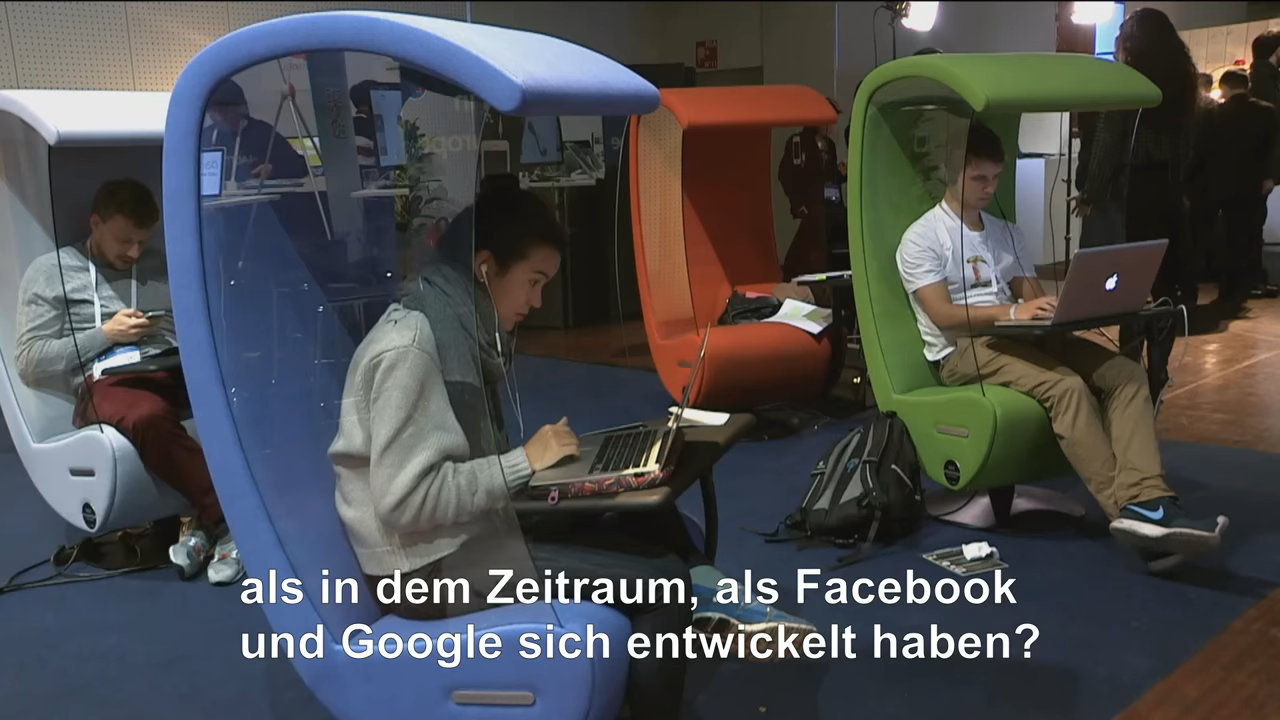 als in dem Zeitraum, als Facebook
und Google sich entwickelt haben?